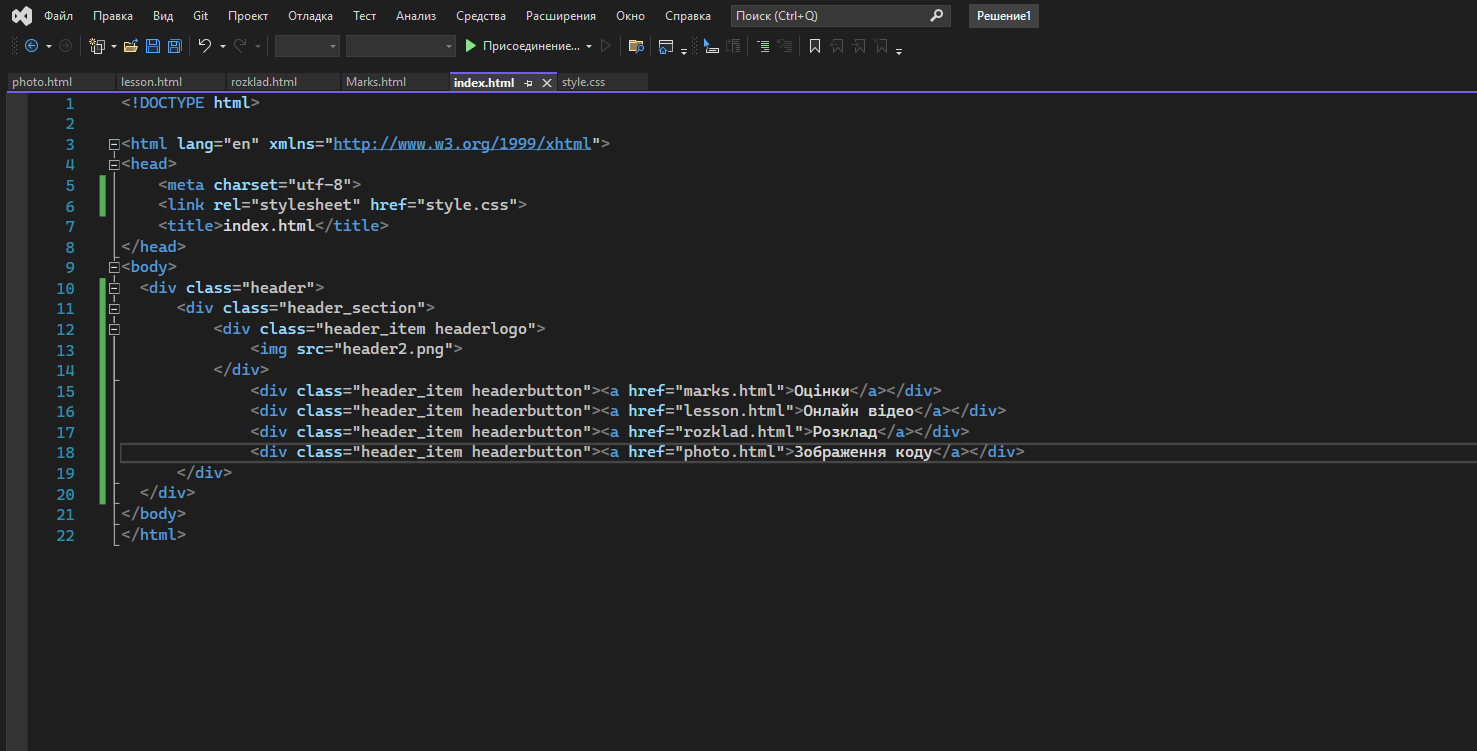 Файл Правка Вид Git Проект Отладка Тест Анализ Средства Расширения Окно Справка Поиск (Ctrl+Q) Решение1
Присоединение...
photo.html lesson.html rozklad.html Marks.html index.html style.css
1 <!DOCTYPE html>
2
3 <html lang="en" xmlns="http://www.w3.org/1999/xhtml">
4 <head>
5 <meta charset="utf-8">
6 <link rel="stylesheet" href="style.css">
7 <title>index.html</title>
8 </head>
9 <body>
10 <div class="header">
11 <div class="header_section">
12 <div class="header_item headerlogo">
13 <img src="header2.png">
14 </div>
15 <div class="header_item headerbutton"><a href="marks.html">Оцінки</a></div>
16 <div class="header_item headerbutton"><a href="lesson.html">Онлайн відео</a></div>
17 <div class="header_item headerbutton"><a href="rozklad.html">Розклад</a></div>
18 <div class="header_item headerbutton"><a href="photo.html">Зображення коду</a></div>
19 </div>
20 </div>
21 </body>
22 </html>